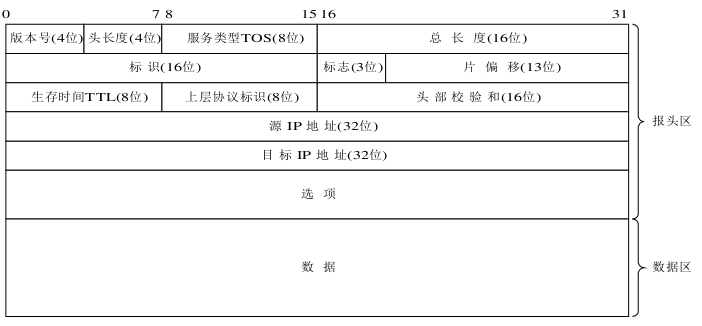 0 7 8 15 16 31
版本号(4位) 头长度(4位) 服务类型TOS(8位) 总 长 度(16位)
标 识(16位) 标志(3位) 片 偏 移(13位)
生存时间TTL(8位) 上层协议标识(8位) 头 部 校 验 和(16位)
源 IP 地 址(32位)
目 标 IP 地 址(32位)
选 项
报头区
数 据
数据区